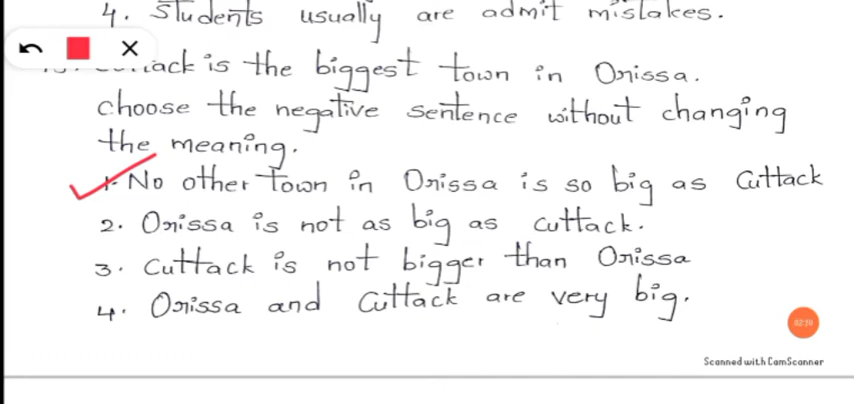 4. Students usually are admit mistakes.
is the biggest town in Orissa.
choose the negative sentence without changing
the meaning.
1. No other town in Orissa is so big as Cuttack
2. Orissa is not as big as Cuttack.
3. Cuttack is not bigger than Orissa
4. Orissa and Cuttack are very big.
Scanned with CamScanner